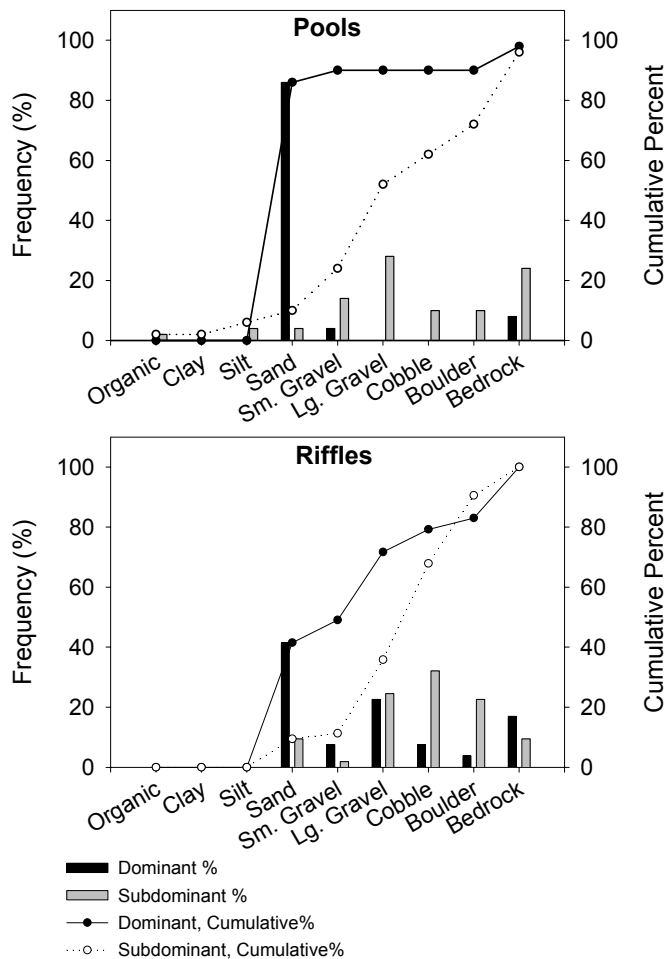 Pools
100
80
60
40
20
0
Frequency (%)
100
80
60
40
20
0
Cumulative Percent
Organic
Clay
Silt
Sand
Sm. Gravel
Lg. Gravel
Cobble
Boulder
Bedrock
Riffles
100
80
60
40
20
0
Frequency (%)
100
80
60
40
20
0
Cumulative Percent
Organic
Clay
Silt
Sand
Sm. Gravel
Lg. Gravel
Cobble
Boulder
Bedrock
Dominant %
Subdominant %
Dominant, Cumulative%
Subdominant, Cumulative%